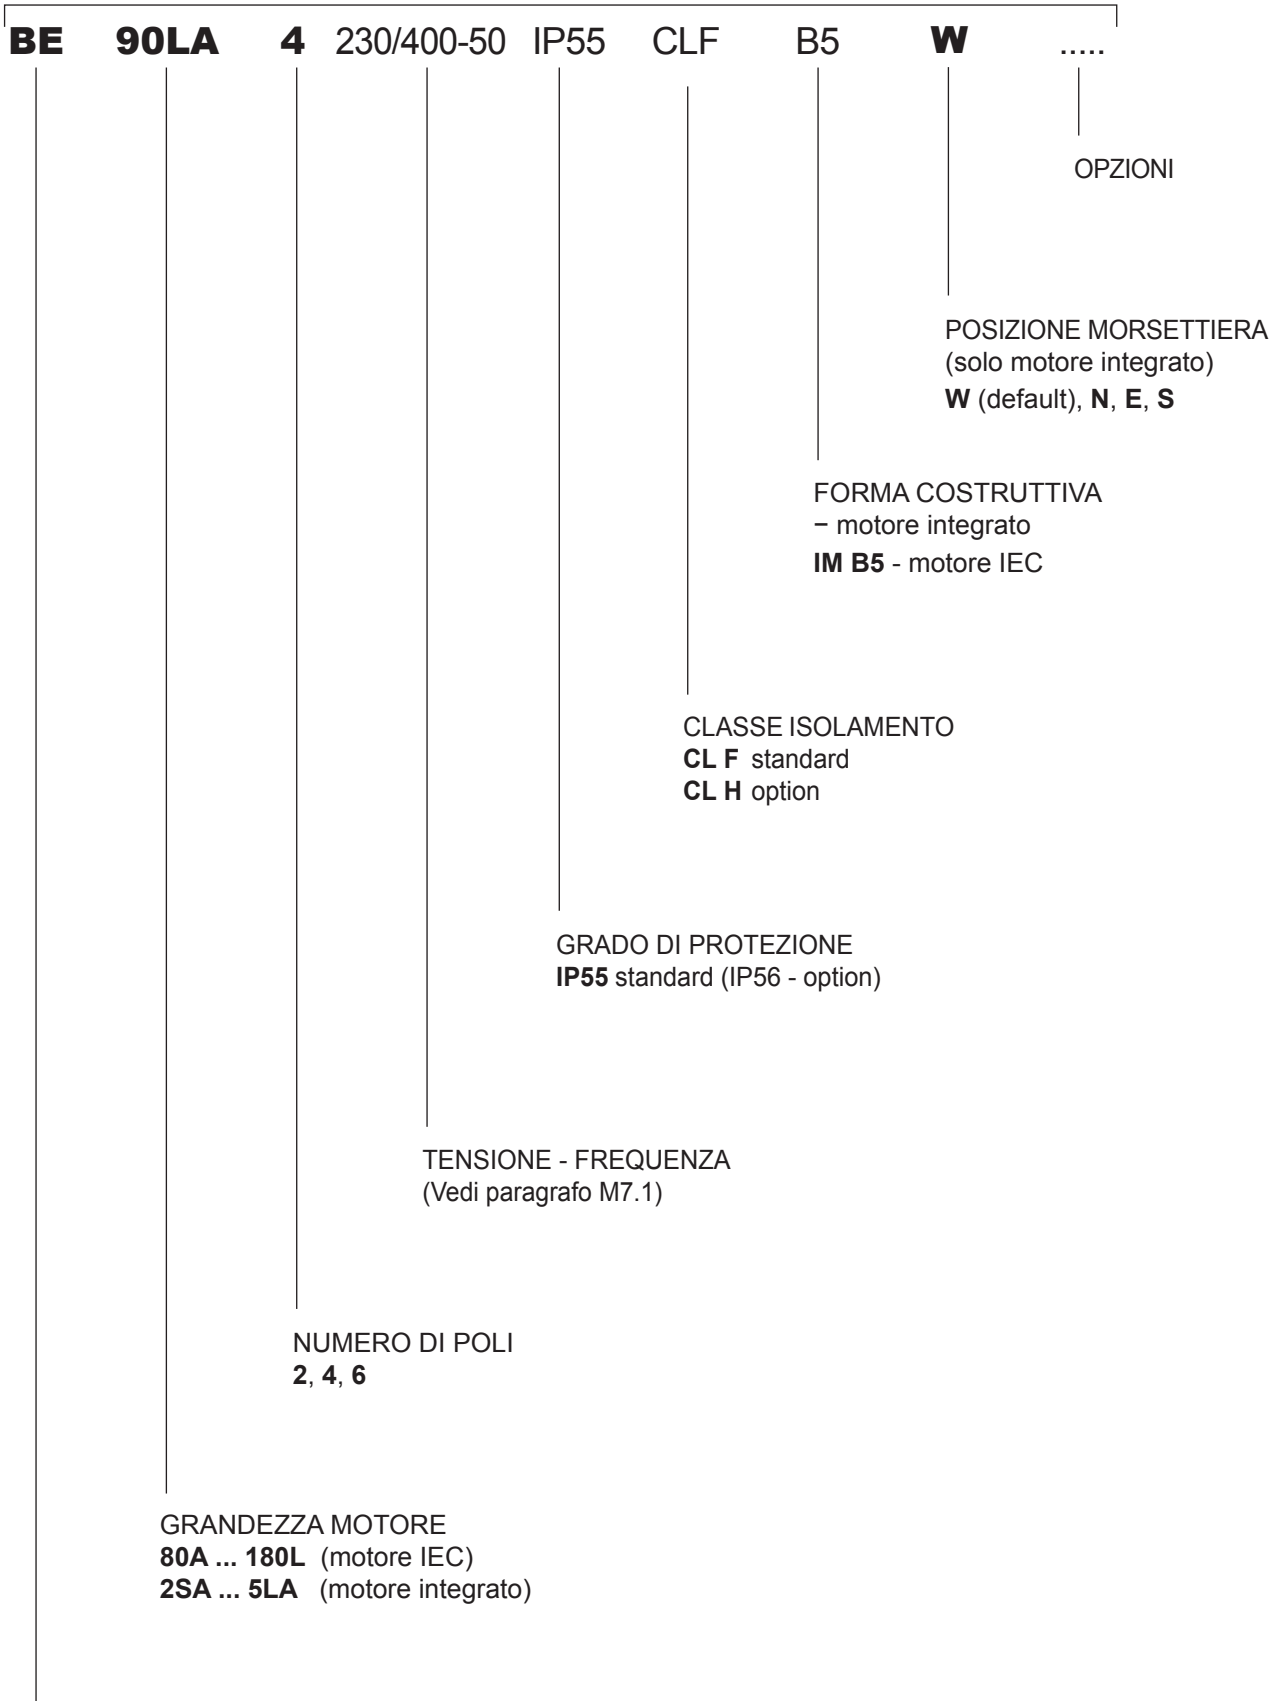 BE 90LA 4 230/400-50 IP55 CLF B5 W .....
OPZIONI
POSIZIONE MORSETTIERA
(solo motore integrato)
W (default), N, E, S
FORMA COSTRUTTIVA
− motore integrato
IM B5 - motore IEC
CLASSE ISOLAMENTO
CL F standard
CL H option
GRADO DI PROTEZIONE
IP55 standard (IP56 - option)
TENSIONE - FREQUENZA
(Vedi paragrafo M7.1)
NUMERO DI POLI
2, 4, 6
GRANDEZZA MOTORE
80A ... 180L (motore IEC)
2SA ... 5LA (motore integrato)